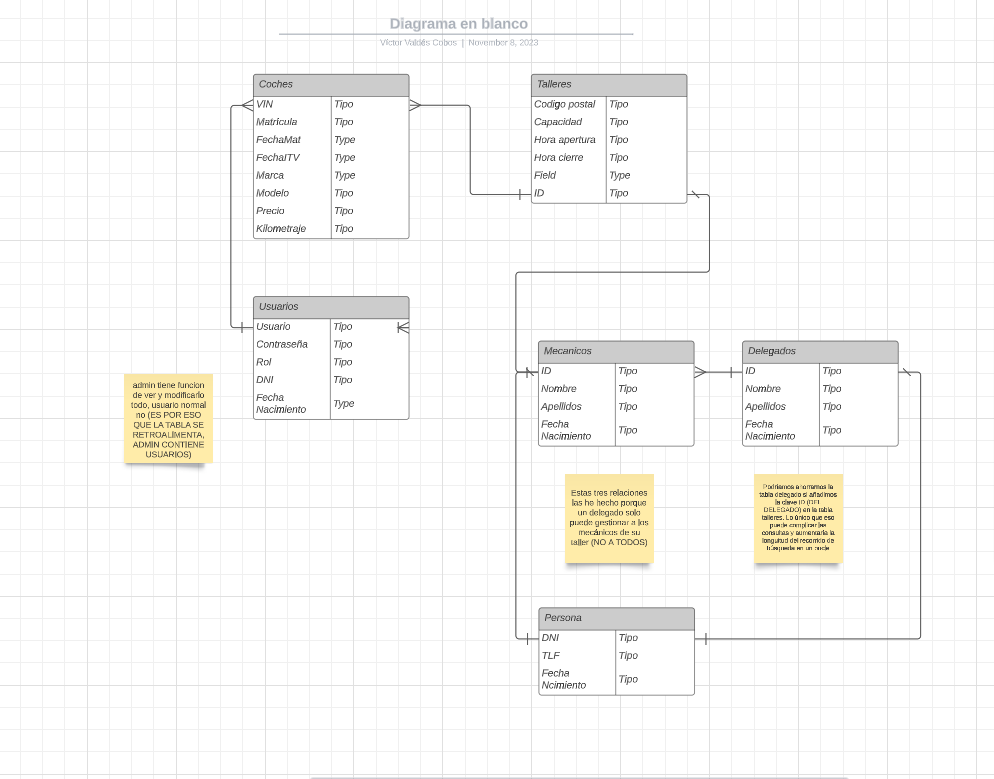 Diagrama en blanco
Víctor Valdés Cobos | November 8, 2023
Coches
VIN Tipo
Matrícula Tipo
FechaMat Type
FechaITV Type
Marca Type
Modelo Tipo
Precio Tipo
Kilometraje Tipo
Talleres
Codigo postal Tipo
Capacidad Tipo
Hora apertura Tipo
Hora cierre Tipo
Field Type
ID Tipo
Usuarios
Usuario Tipo
Contraseña Tipo
Rol Tipo
DNI Tipo
Fecha
Nacimiento Type
admin tiene funcion
de ver y modificarlo
todo, usuario normal
no (ES POR ESO
QUE LA TABLA SE
RETROALIMENTA,
ADMIN CONTIENE
USUARIOS)
Mecanicos
ID Tipo
Nombre Tipo
Apellidos Tipo
Fecha
Nacimiento Tipo
Delegados
ID Tipo
Nombre Tipo
Apellidos Tipo
Fecha
Nacimiento Tipo
Estas tres relaciones
las he hecho porque
un delegado solo
puede gestionar a los
mecánicos de su
taller (NO A TODOS)
Podríamos ahorrarnos la
tabla delegado si añadimos
la clave ID (DEL
DELEGADO) en la tabla
talleres. Lo único que eso
puede complicar las
consultas y aumentaría la
longuitud del recorrido de
búsqueda en un bucle
Persona
DNI Tipo
TLF Tipo
Fecha
Ncimiento Tipo